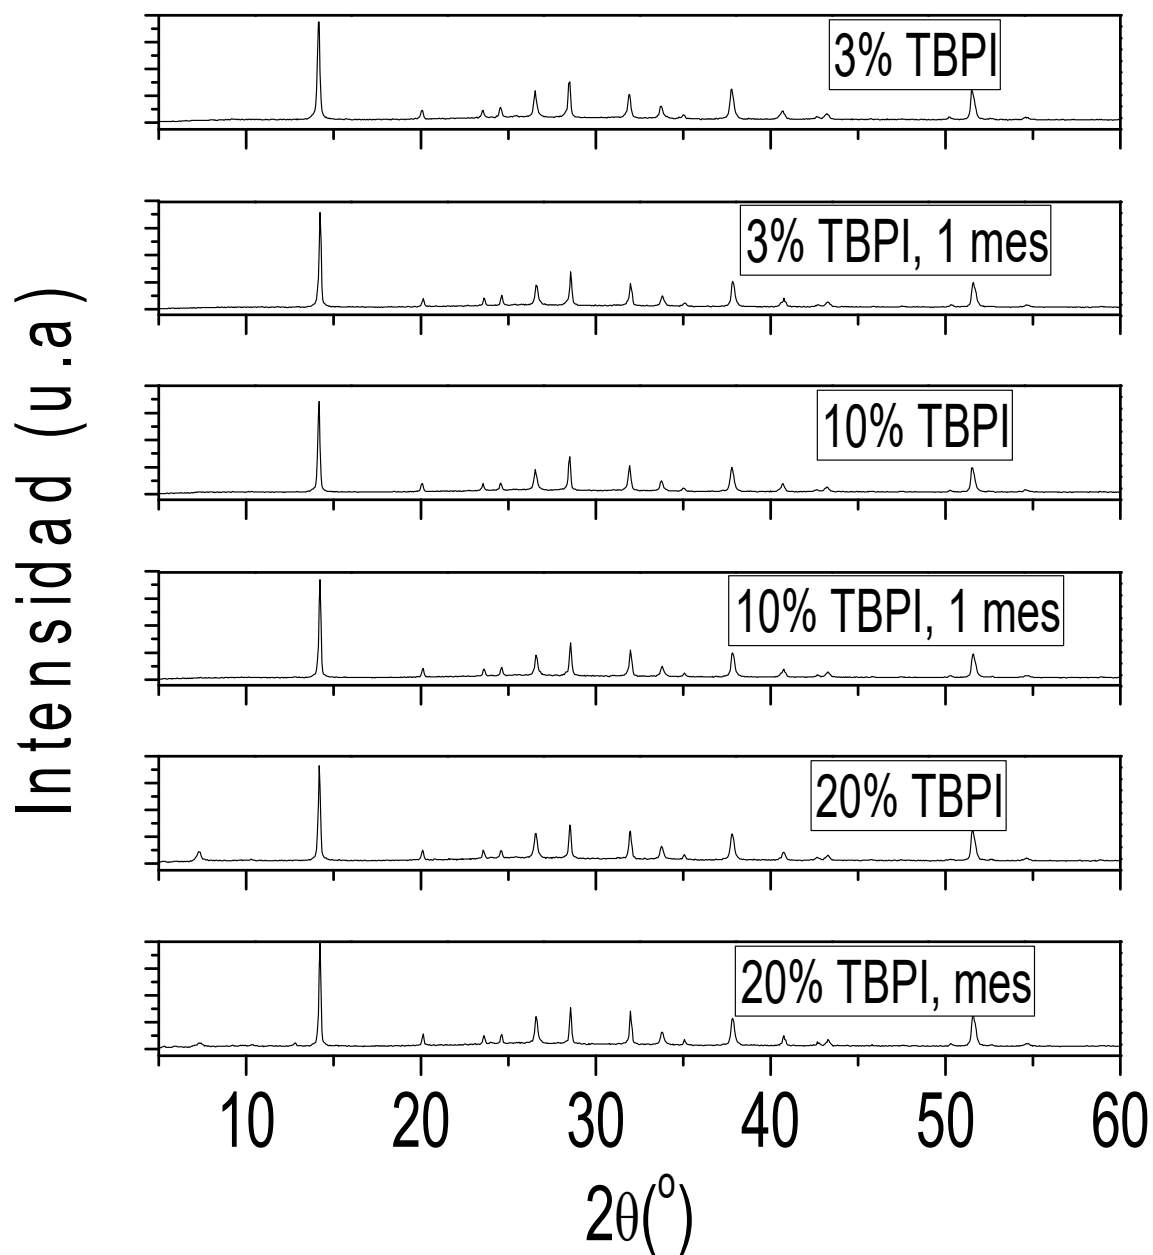 3% TBPI
3% TBPI, 1 mes
10% TBPI
10% TBPI, 1 mes
20% TBPI
20% TBPI, mes
Intensidad (u.a)
10 20 30 40 50 60
2θ(º)